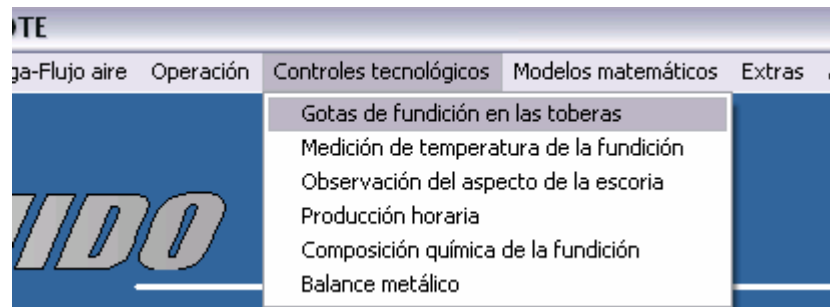 OTE
ga-Flujo aire Operación Controles tecnológicos Modelos matemáticos Extras
Gotas de fundición en las toberas
Medición de temperatura de la fundición
Observación del aspecto de la escoria
Producción horaria
Composición química de la fundición
Balance metálico
IDO